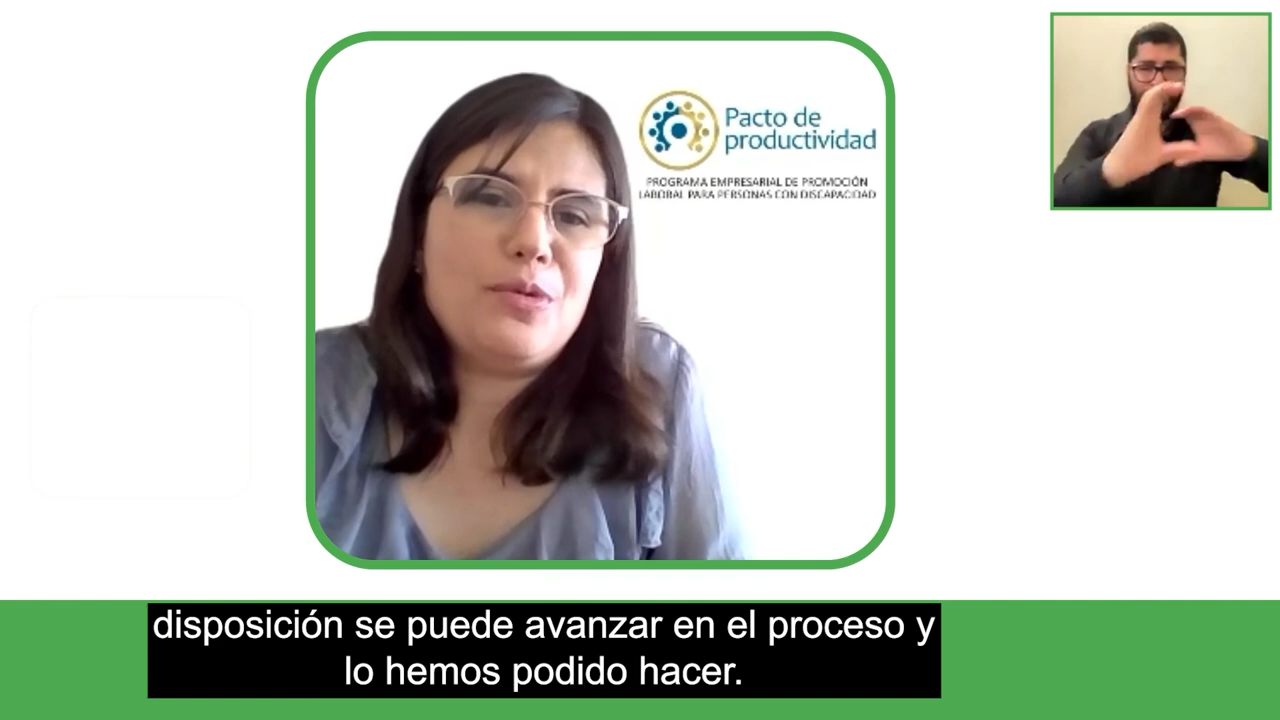 Pacto de
productividad
PROGRAMA EMPRESARIAL DE PROMOCIÓN
LABORAL PARA PERSONAS CON DISCAPACIDAD
disposición se puede avanzar en el proceso y
lo hemos podido hacer.